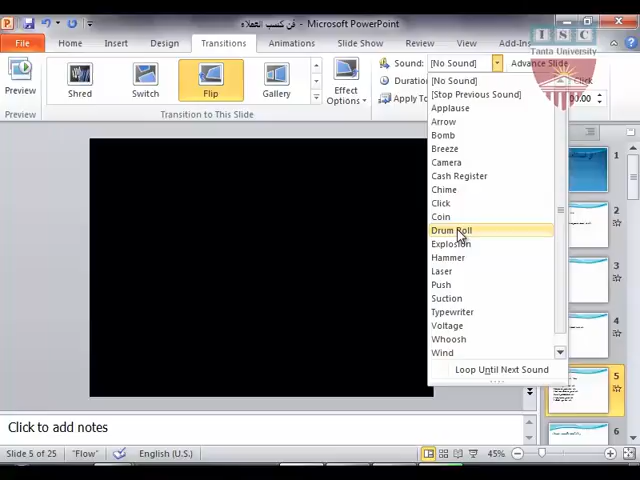 فن كسب العملاء - Microsoft PowerPoint
File Home Insert Design Transitions Animations Slide Show Review View Add-Ins
I S C
Tanta University
Preview
Shred Switch Flip Gallery
Effect
Options
Sound: [No Sound] Advance Slide
Duration
Apply To
Click
00.00
Preview Transition to This Slide
[No Sound]
[Stop Previous Sound]
Applause
Arrow
Bomb
Breeze
Camera
Cash Register
Chime
Click
Coin
Drum Roll
Explosion
Hammer
Laser
Push
Suction
Typewriter
Voltage
Whoosh
Wind
Loop Until Next Sound
1
2
3
4
5
6
Click to add notes
Slide 5 of 25 "Flow" English (U.S.) 45%